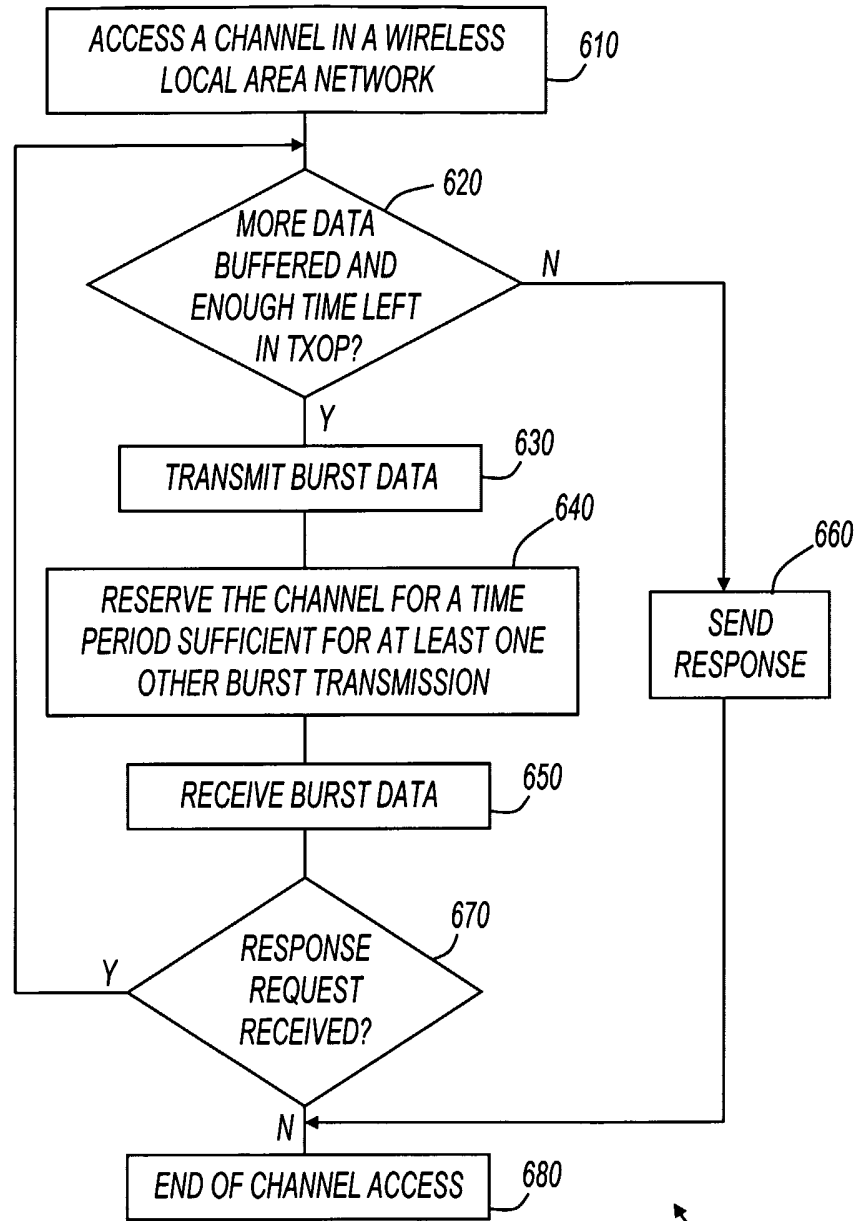 ACCESS A CHANNEL IN A WIRELESS
LOCAL AREA NETWORK
610
620
MORE DATA
BUFFERED AND
ENOUGH TIME LEFT
IN TXOP?
N
Y
630
TRANSMIT BURST DATA
640
660
RESERVE THE CHANNEL FOR A TIME
PERIOD SUFFICIENT FOR AT LEAST ONE
OTHER BURST TRANSMISSION
SEND
RESPONSE
RECEIVE BURST DATA
650
670
RESPONSE
REQUEST
RECEIVED?
Y
N
END OF CHANNEL ACCESS
680